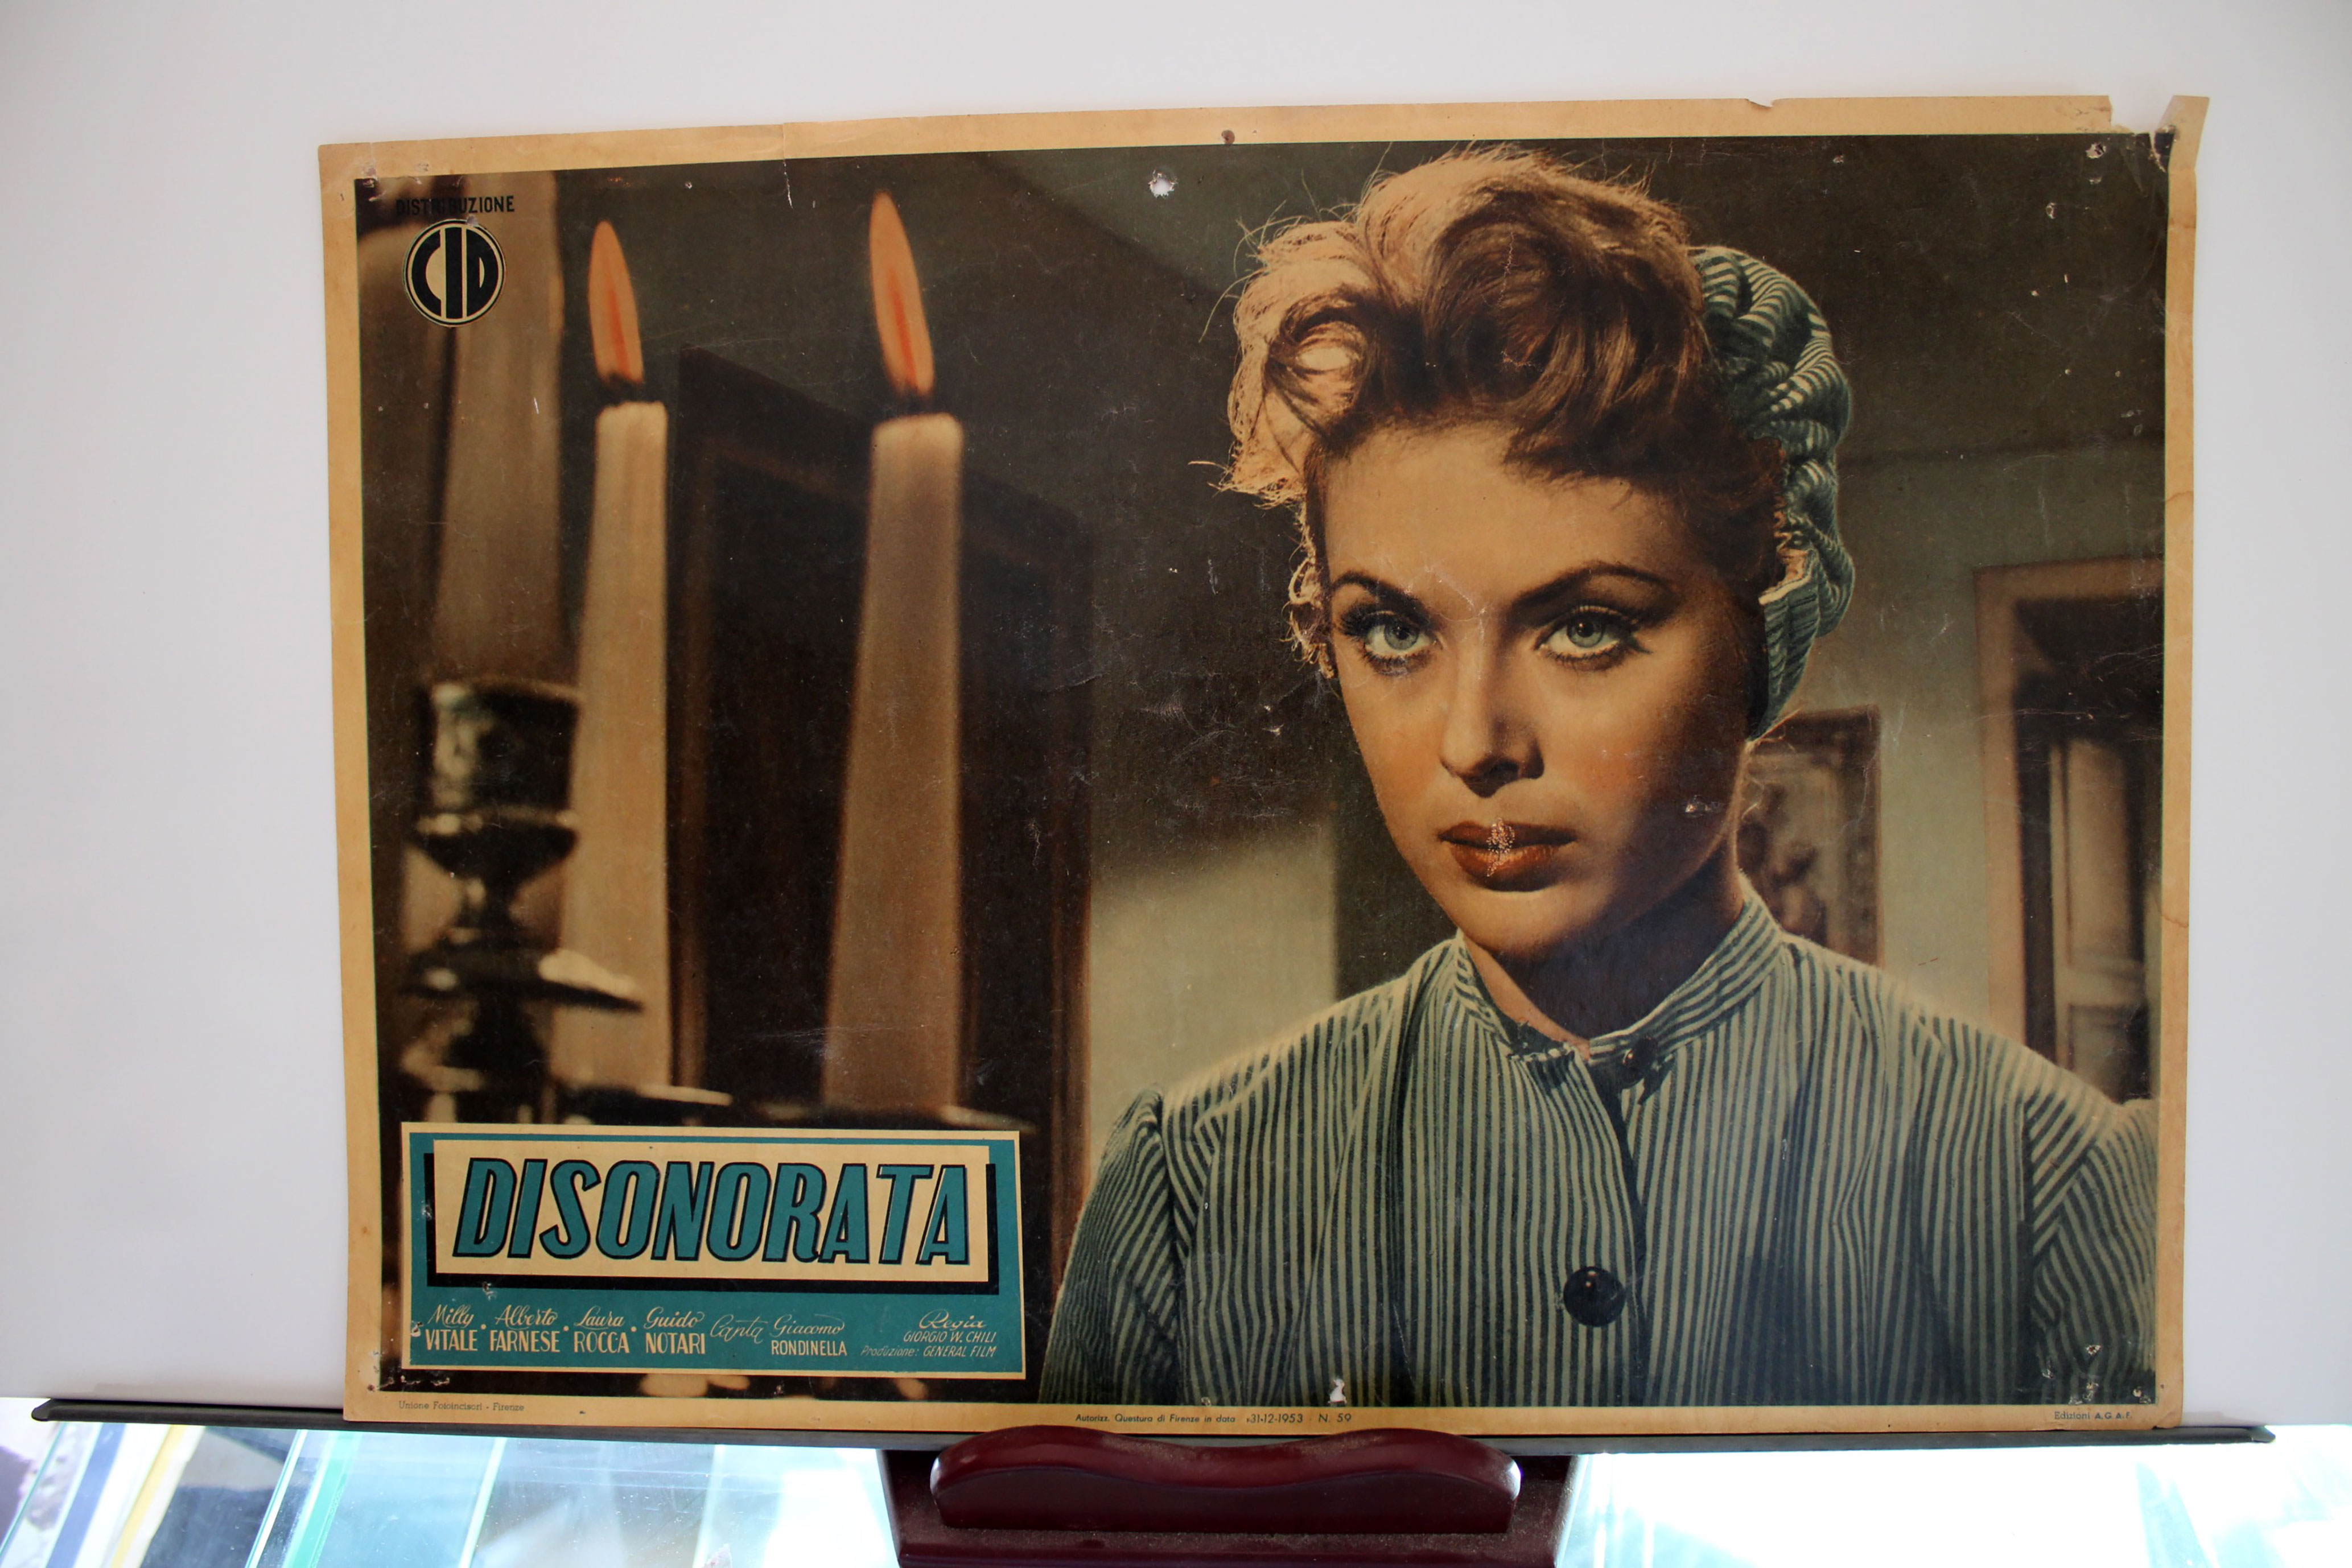 DISTRIBUZIONE
CID
DISONORATA
Milly VITALE • Alberto FARNESE • Laura ROCCA • Guido NOTARI Canta Giacomo RONDINELLA
Regia
GIORGIO W. CHILI
Produzione: GENERAL FILM
Unione Fotoincisori - Firenze
Autorizz. Questura di Firenze in data 31-12-1953 N. 59
Edizioni A.G.A.F.